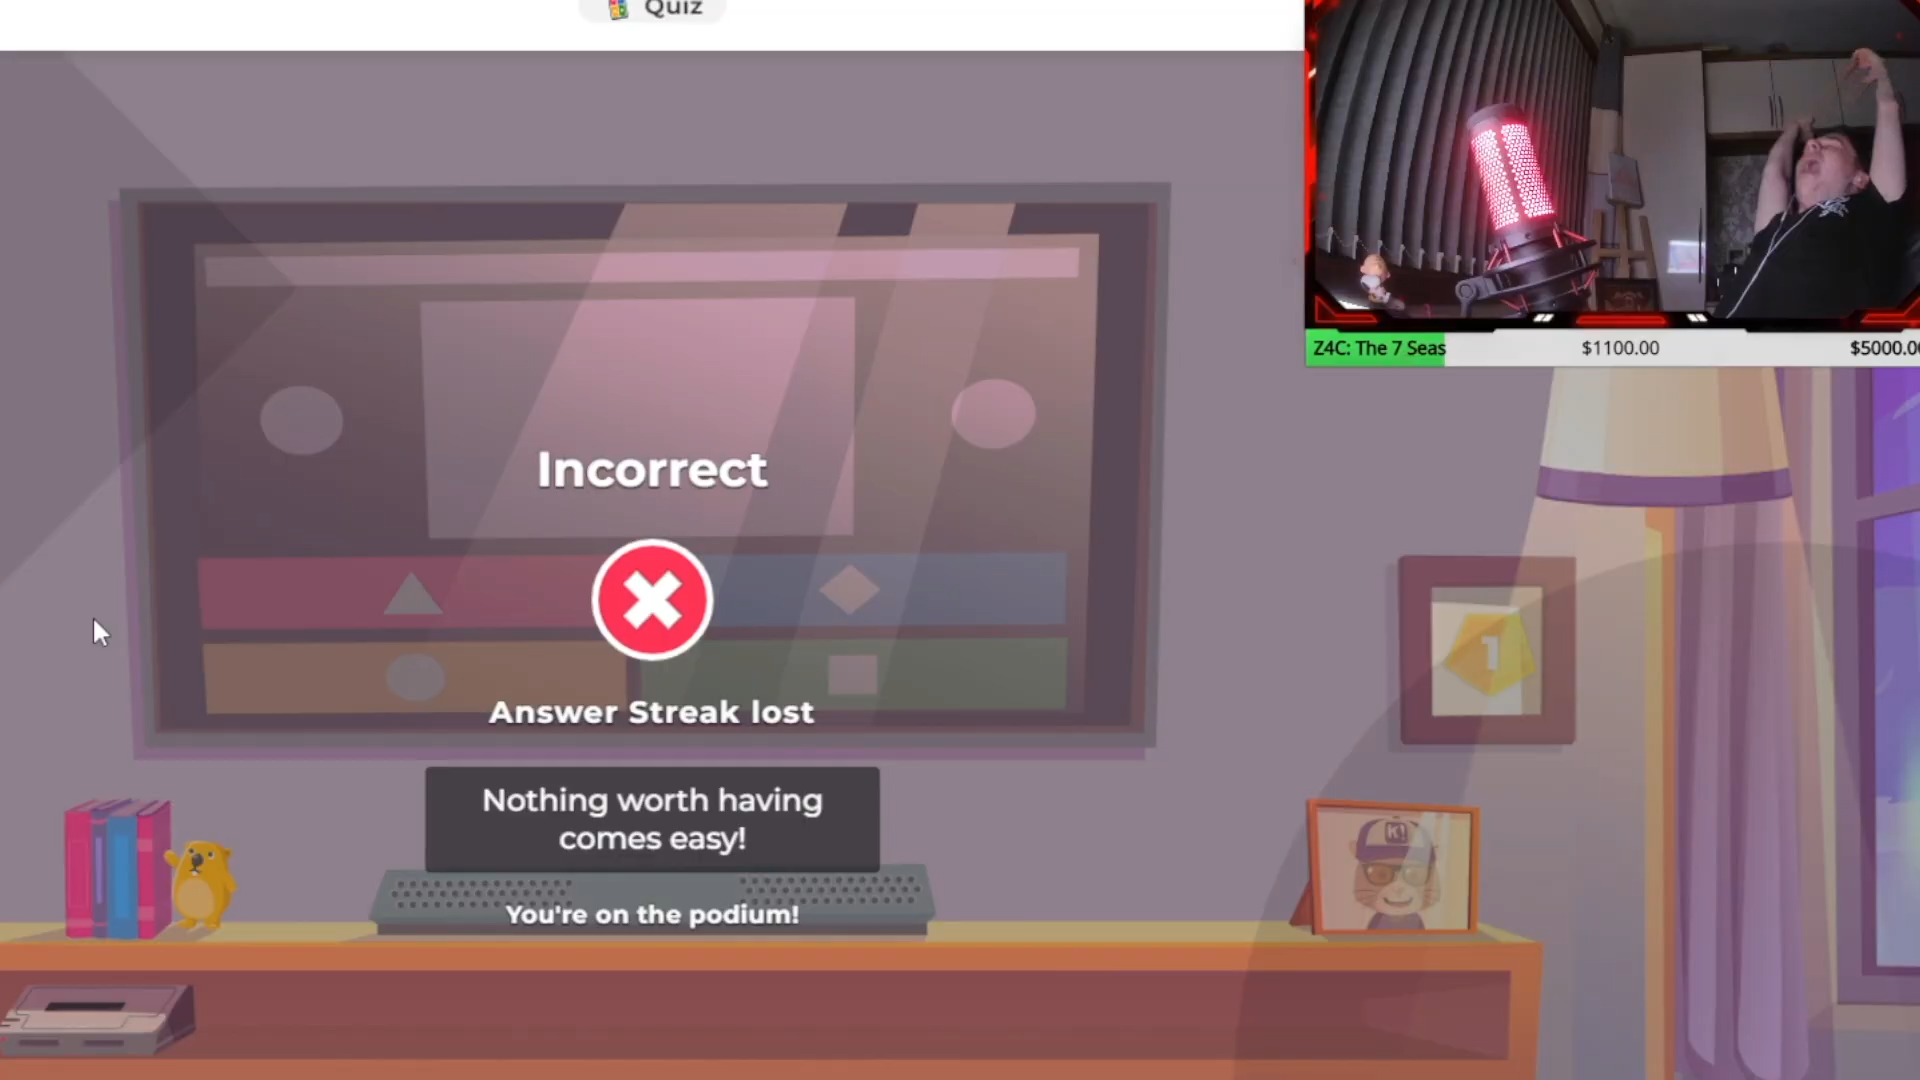 Quiz
Z4C: The 7 Seas $1100.00 $5000.00
Incorrect
Answer Streak lost
1
Nothing worth having
comes easy!
K!
You're on the podium!